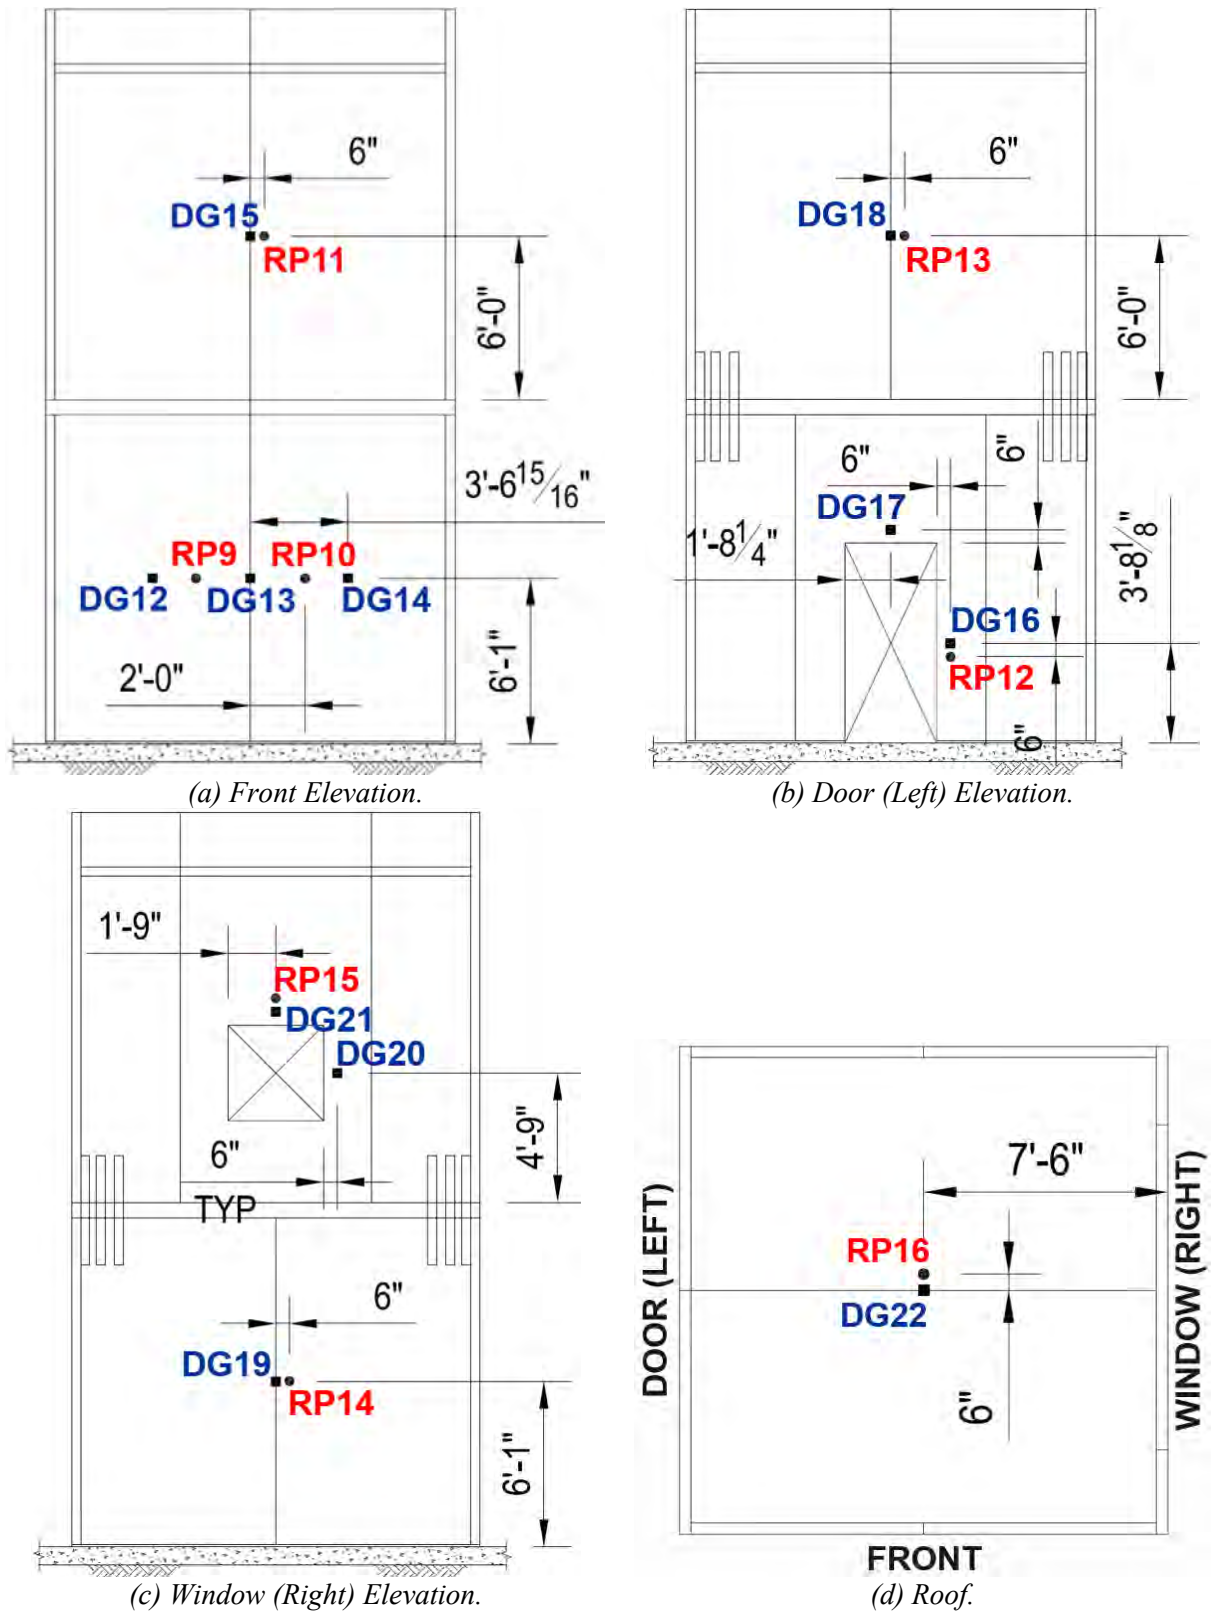 6"
DG15
RP11
6'-0"
3'-6 15/16"
RP9 RP10
DG12 DG13 DG14
2'-0"
6'-1"
(a) Front Elevation.
6"
DG18
RP13
6'-0"
6"
6"
DG17
1'-8 1/4"
3'-8 1/8"
DG16
RP12
6"
(b) Door (Left) Elevation.
1'-9"
RP15
DG21
DG20
4'-9"
6"
TYP
6"
DG19
RP14
6'-1"
(c) Window (Right) Elevation.
7'-6"
RP16
DG22
6"
DOOR (LEFT)
WINDOW (RIGHT)
FRONT
(d) Roof.